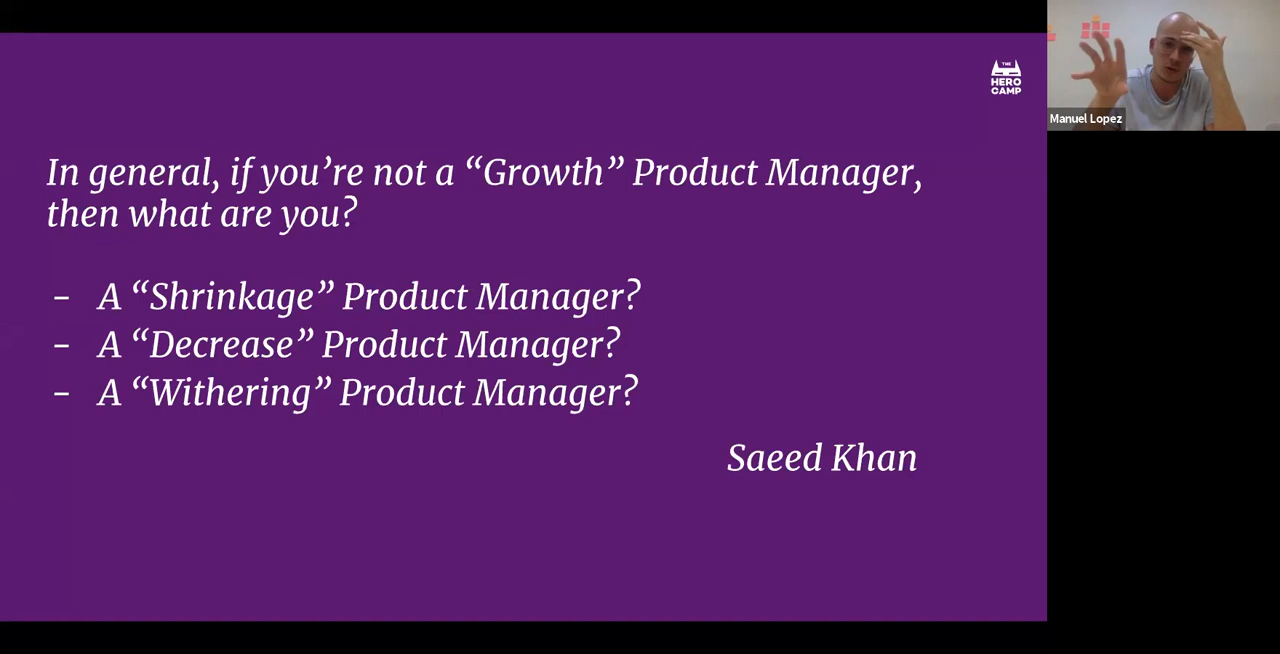 THE
HERO
CAMP
In general, if you’re not a “Growth” Product Manager,
then what are you?
- A “Shrinkage” Product Manager?
- A “Decrease” Product Manager?
- A “Withering” Product Manager?
Saeed Khan
Manuel Lopez